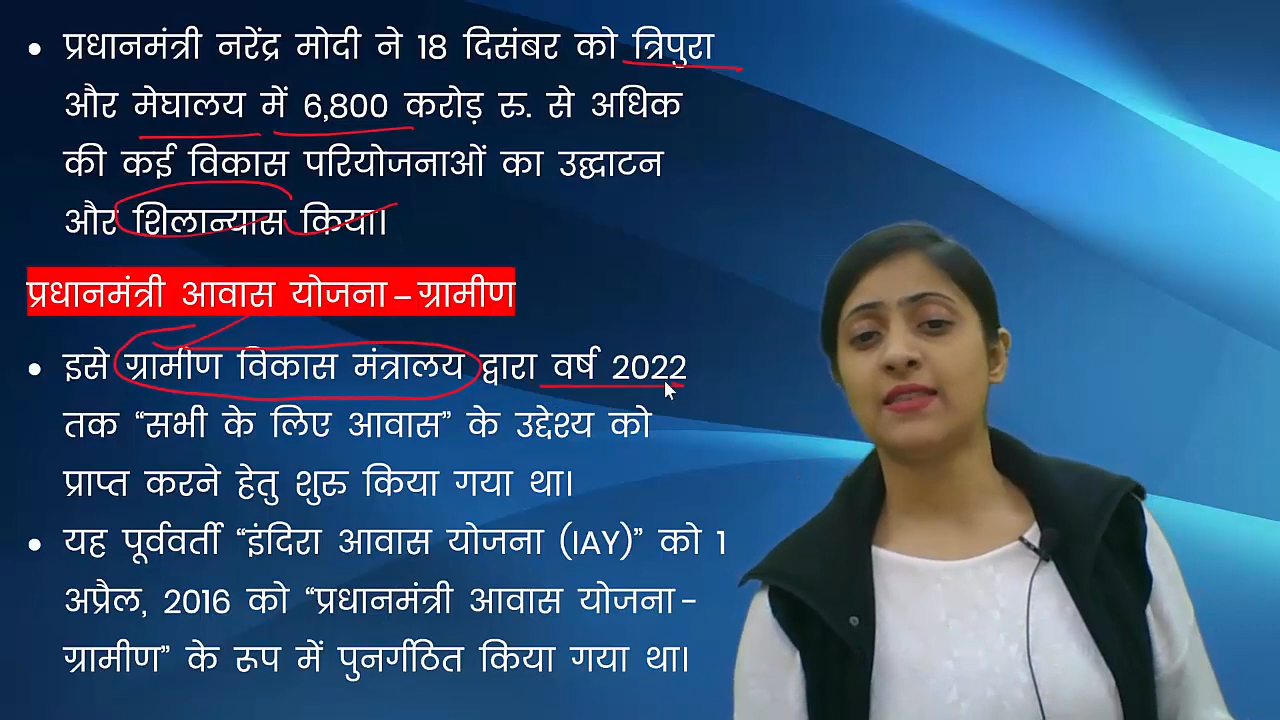 • प्रधानमंत्री नरेंद्र मोदी ने 18 दिसंबर को त्रिपुरा
और मेघालय में 6,800 करोड़ रु. से अधिक
की कई विकास परियोजनाओं का उद्घाटन
और शिलान्यास किया।
प्रधानमंत्री आवास योजना – ग्रामीण
• इसे ग्रामीण विकास मंत्रालय द्वारा वर्ष 2022
तक “सभी के लिए आवास” के उद्देश्य को
प्राप्त करने हेतु शुरु किया गया था।
• यह पूर्ववर्ती “इंदिरा आवास योजना (IAY)” को 1
अप्रैल, 2016 को “प्रधानमंत्री आवास योजना –
ग्रामीण” के रूप में पुनर्गठित किया गया था।